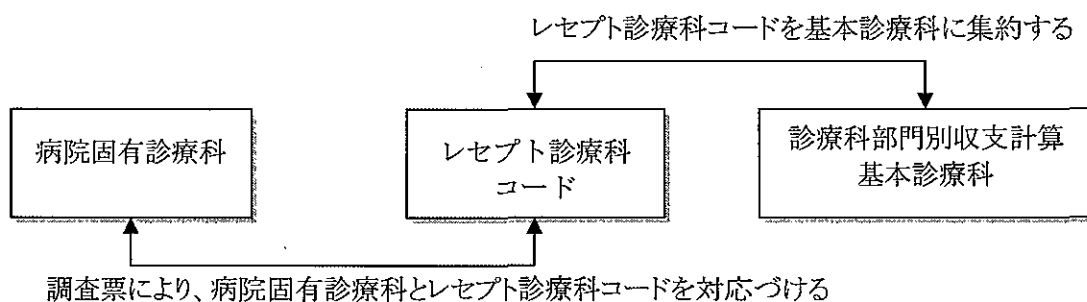 レセプト診療科コードを基本診療科に集約する
病院固有診療科
レセプト診療科
コード
診療科部門別収支計算
基本診療科
調査票により、病院固有診療科とレセプト診療科コードを対応づける